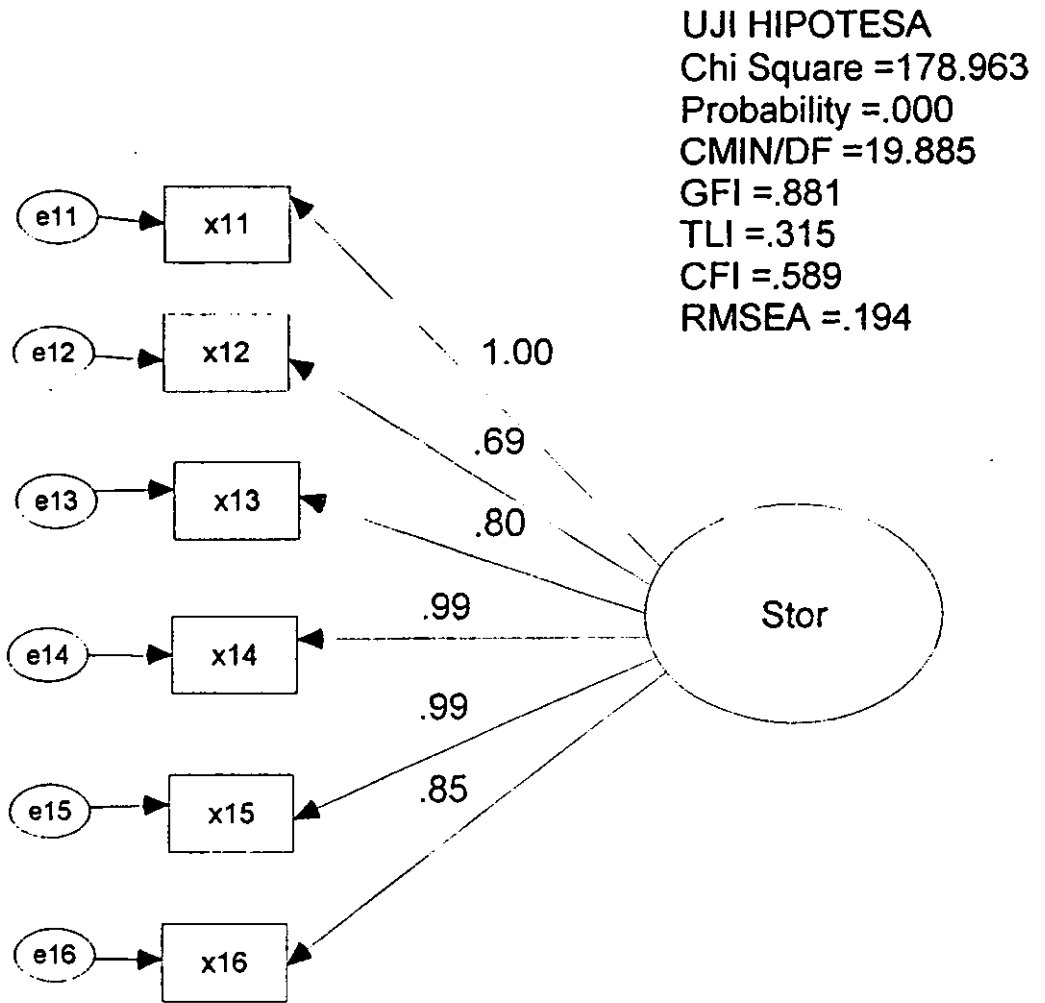 UJI HIPOTESA
Chi Square =178.963
Probability =.000
CMIN/DF =19.885
GFI =.881
TLI =.315
CFI =.589
RMSEA =.194
e11
x11
e12
x12
1.00
.69
e13
x13
.80
e14
x14
.99
Stor
.99
e15
x15
.85
e16
x16